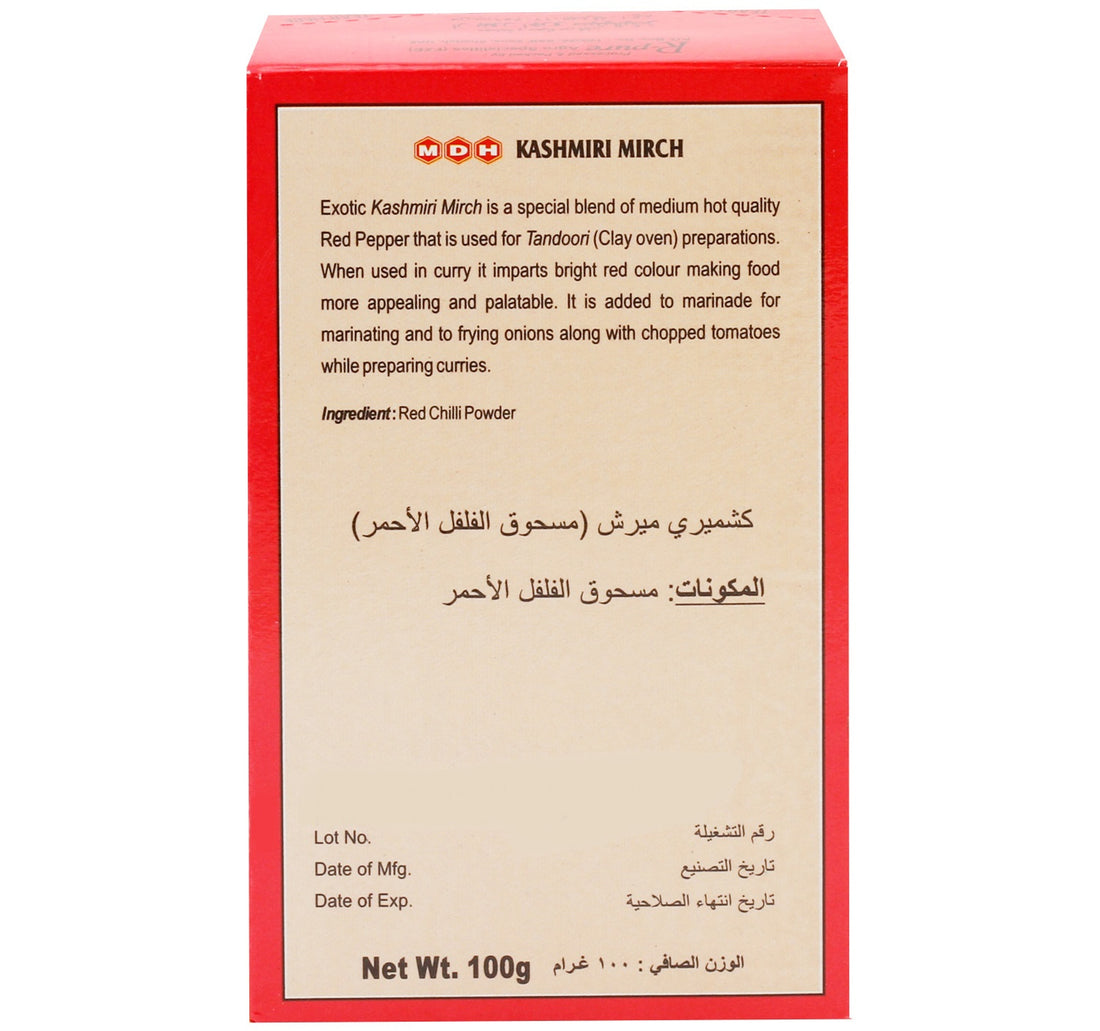 R-pure Agro Specialities (FZE)
MDH KASHMIRI MIRCH
Exotic Kashmiri Mirch is a special blend of medium hot quality
Red Pepper that is used for Tandoori (Clay oven) preparations.
When used in curry it imparts bright red colour making food
more appealing and palatable. It is added to marinade for
marinating and to frying onions along with chopped tomatoes
while preparing curries.
Ingredient: Red Chilli Powder
كشميري ميرش (مسحوق الفلفل الأحمر)
المكونات: مسحوق الفلفل الأحمر
Lot No. رقم التشغيلة
Date of Mfg. تاريخ التصنيع
Date of Exp. تاريخ انتهاء الصلاحية
Net Wt. 100g الوزن الصافي : ١٠٠ غرام